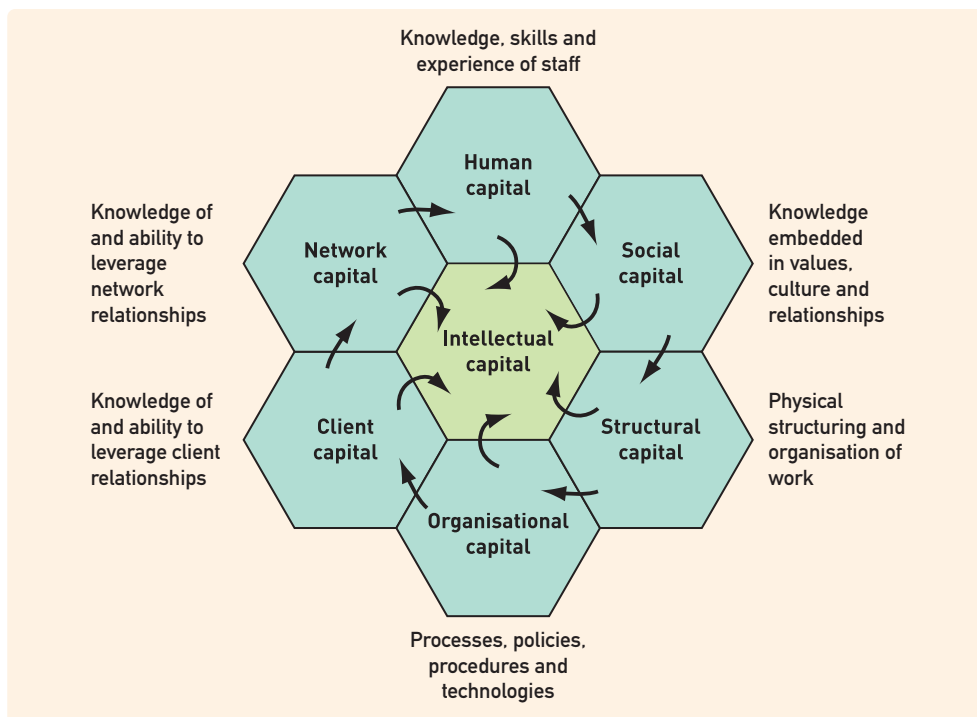 Knowledge, skills and
experience of staff
Human
capital
Knowledge of
and ability to
leverage
network
relationships
Network
capital
Social
capital
Knowledge
embedded
in values,
culture and
relationships
Intellectual
capital
Knowledge of
and ability to
leverage client
relationships
Client
capital
Structural
capital
Physical
structuring and
organisation of
work
Organisational
capital
Processes, policies,
procedures and
technologies